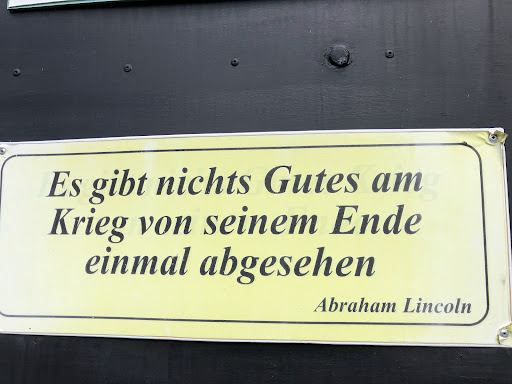 Es gibt nichts Gutes am
Krieg von seinem Ende
einmal abgesehen
Abraham Lincoln